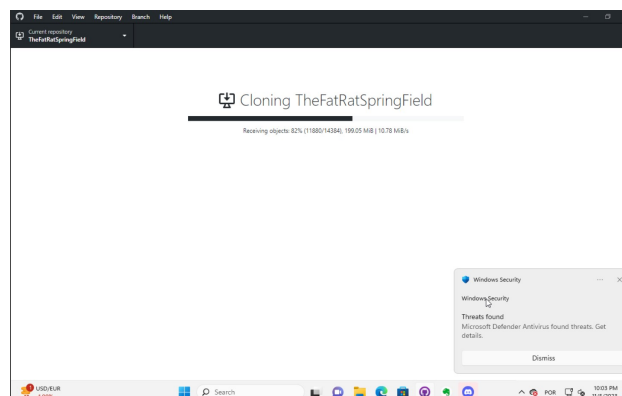 File Edit View Repository Branch Help
Current repository
TheFatRatSpringField
Cloning TheFatRatSpringField
Receiving objects: 82% (11880/14384), 199.05 MiB | 10.78 MiB/s
Windows Security
Windows Security
Threats found
Microsoft Defender Antivirus found threats. Get
details.
Dismiss
1
USD/EUR
Search
POR
10:03 PM